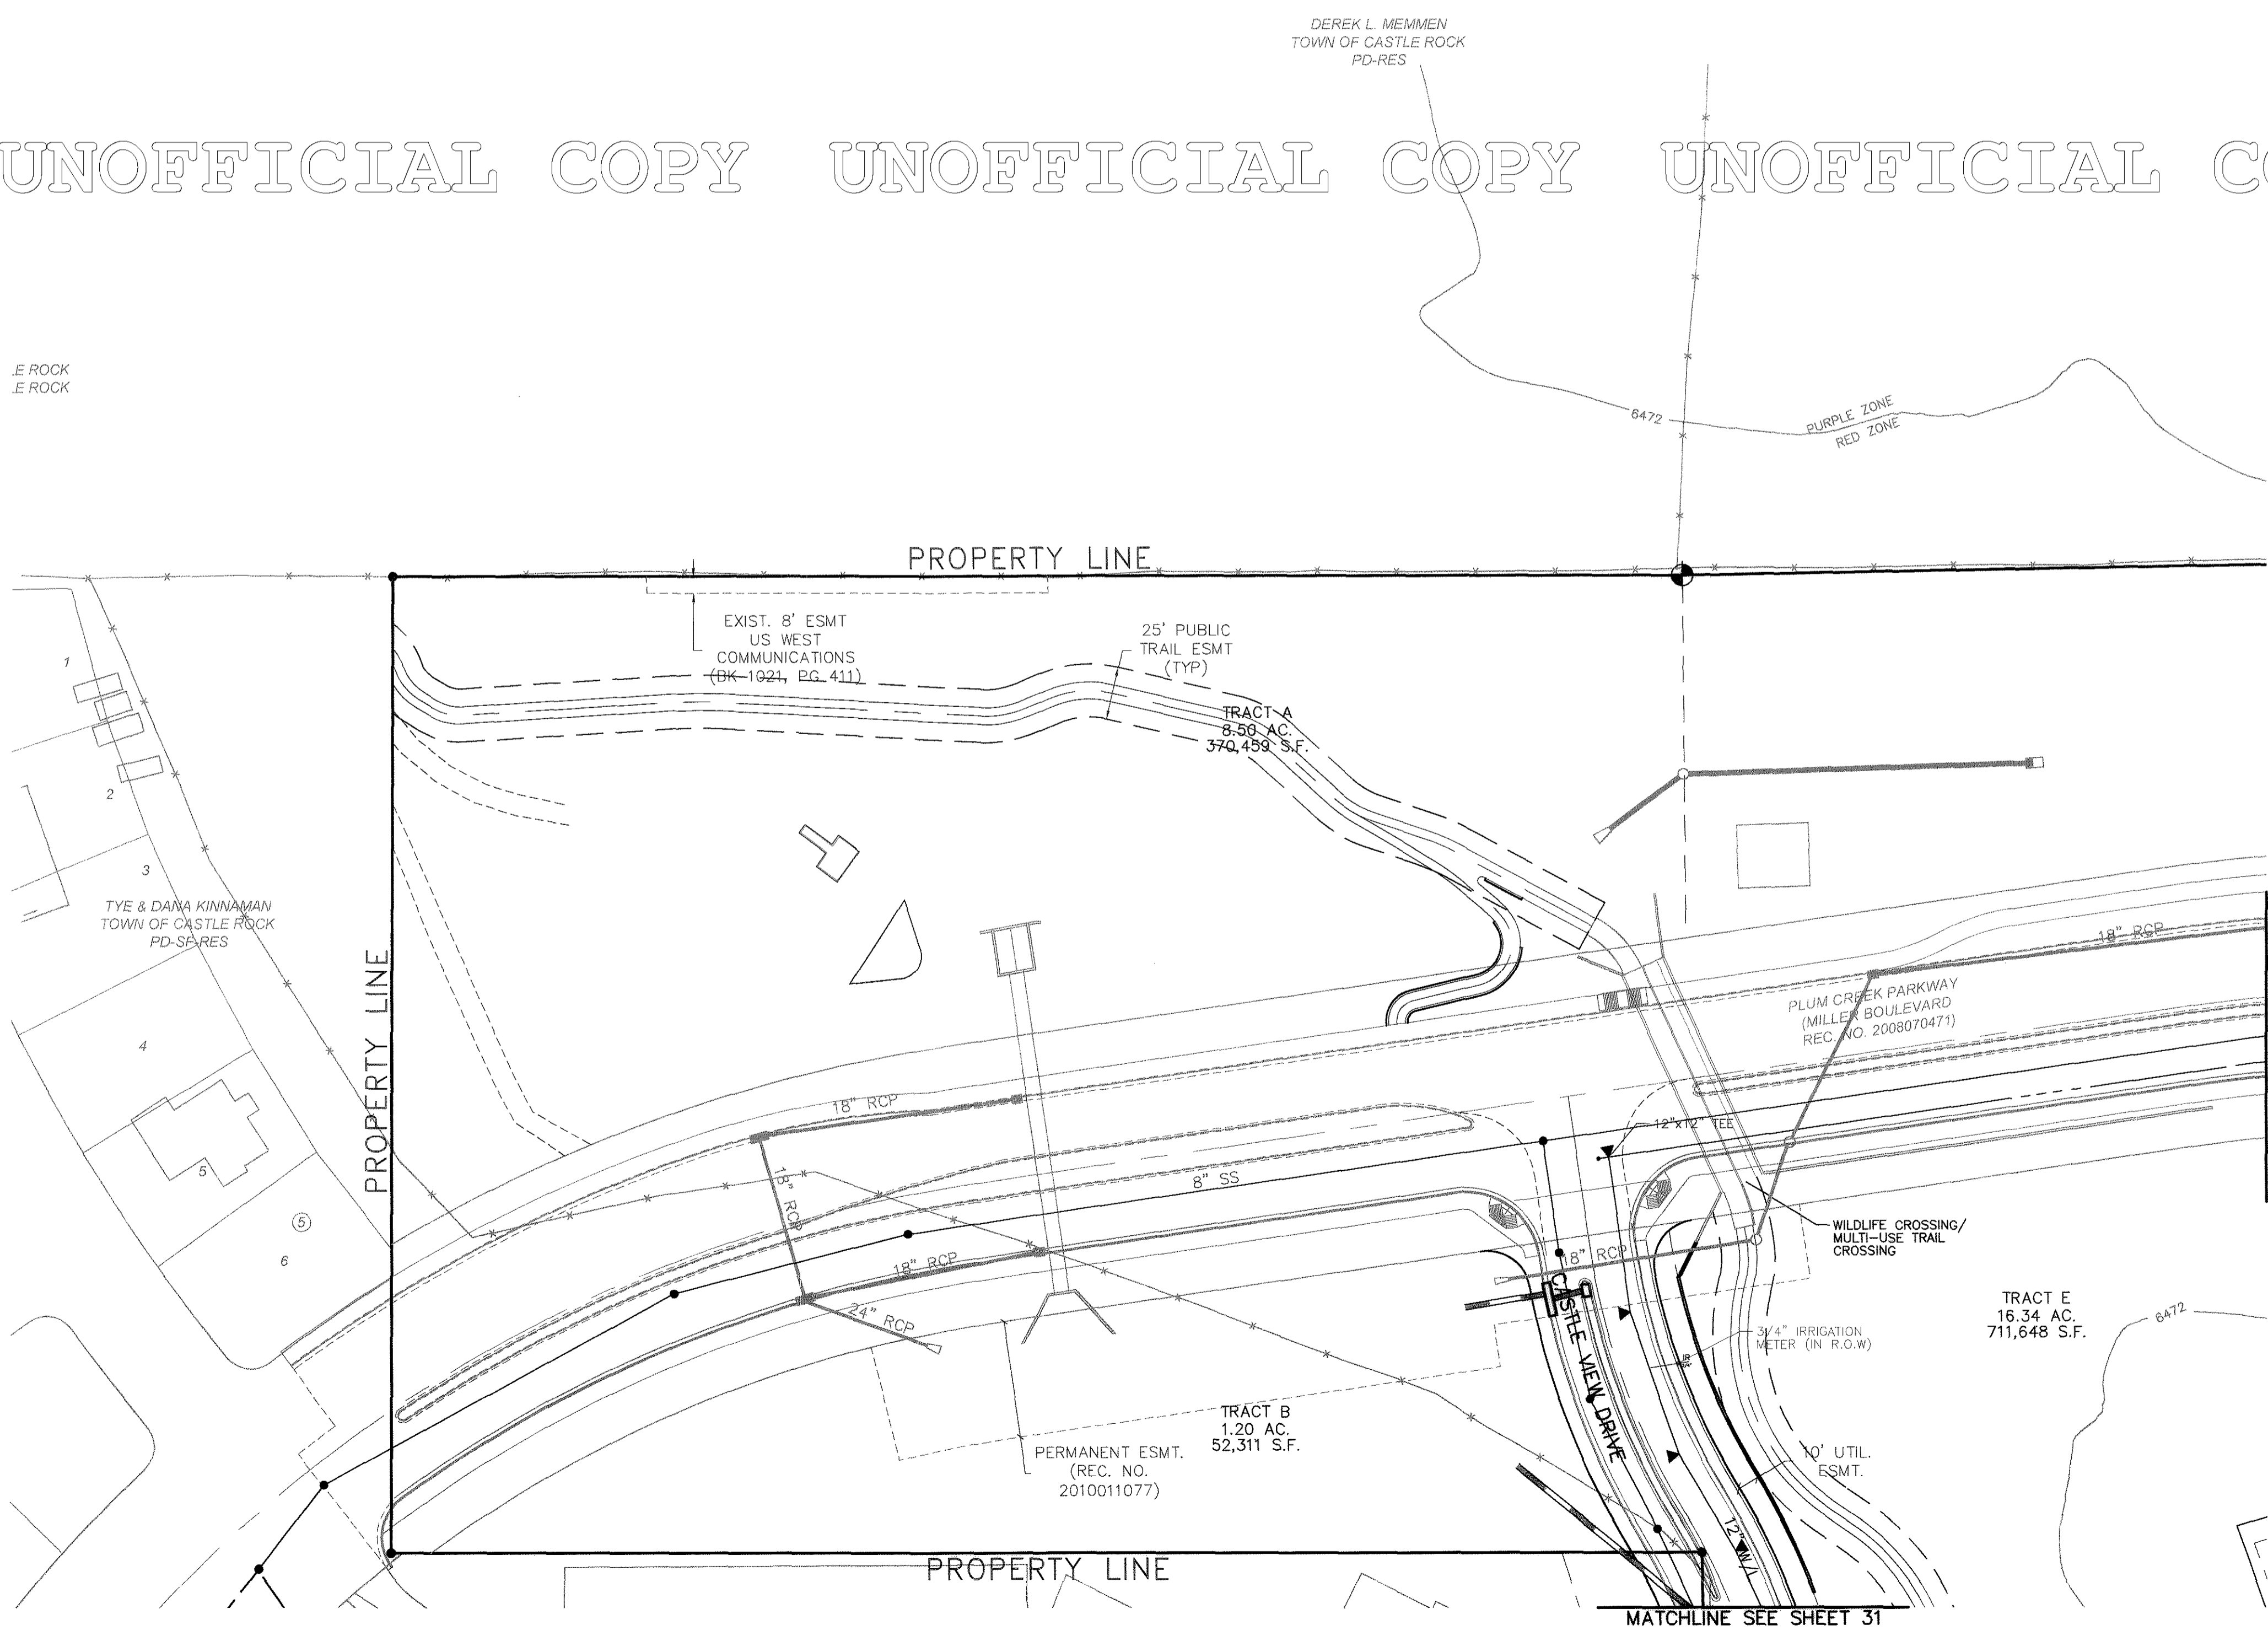 DEREK L. MEMMEN
TOWN OF CASTLE ROCK
PD-RES
UNOFFICIAL COPY UNOFFICIAL COPY UNOFFICIAL CO
.E ROCK
.E ROCK
6472
PURPLE ZONE
RED ZONE
PROPERTY LINE
EXIST. 8' ESMT
US WEST
COMMUNICATIONS
(BK 1021, PG 411)
25' PUBLIC
TRAIL ESMT
(TYP)
TRACT A
8.50 AC.
370,459 S.F.
1
2
3
TYE & DANA KINNAMAN
TOWN OF CASTLE ROCK
PD-SF-RES
4
5
5
6
PROPERTY LINE
18" RCP
PLUM CREEK PARKWAY
(MILLER BOULEVARD
REC. NO. 2008070471)
18" RCP
12"x12" TEE
18" RCP
8" SS
WILDLIFE CROSSING/
MULTI-USE TRAIL
CROSSING
18" RCP
18" RCP
24" RCP
CASTLE VIEW DRIVE
3/4" IRRIGATION
METER (IN R.O.W)
TRACT E
16.34 AC.
711,648 S.F.
6472
TRACT B
1.20 AC.
52,311 S.F.
PERMANENT ESMT.
(REC. NO.
2010011077)
10' UTIL.
ESMT.
12" W/L
PROPERTY LINE
MATCHLINE SEE SHEET 31